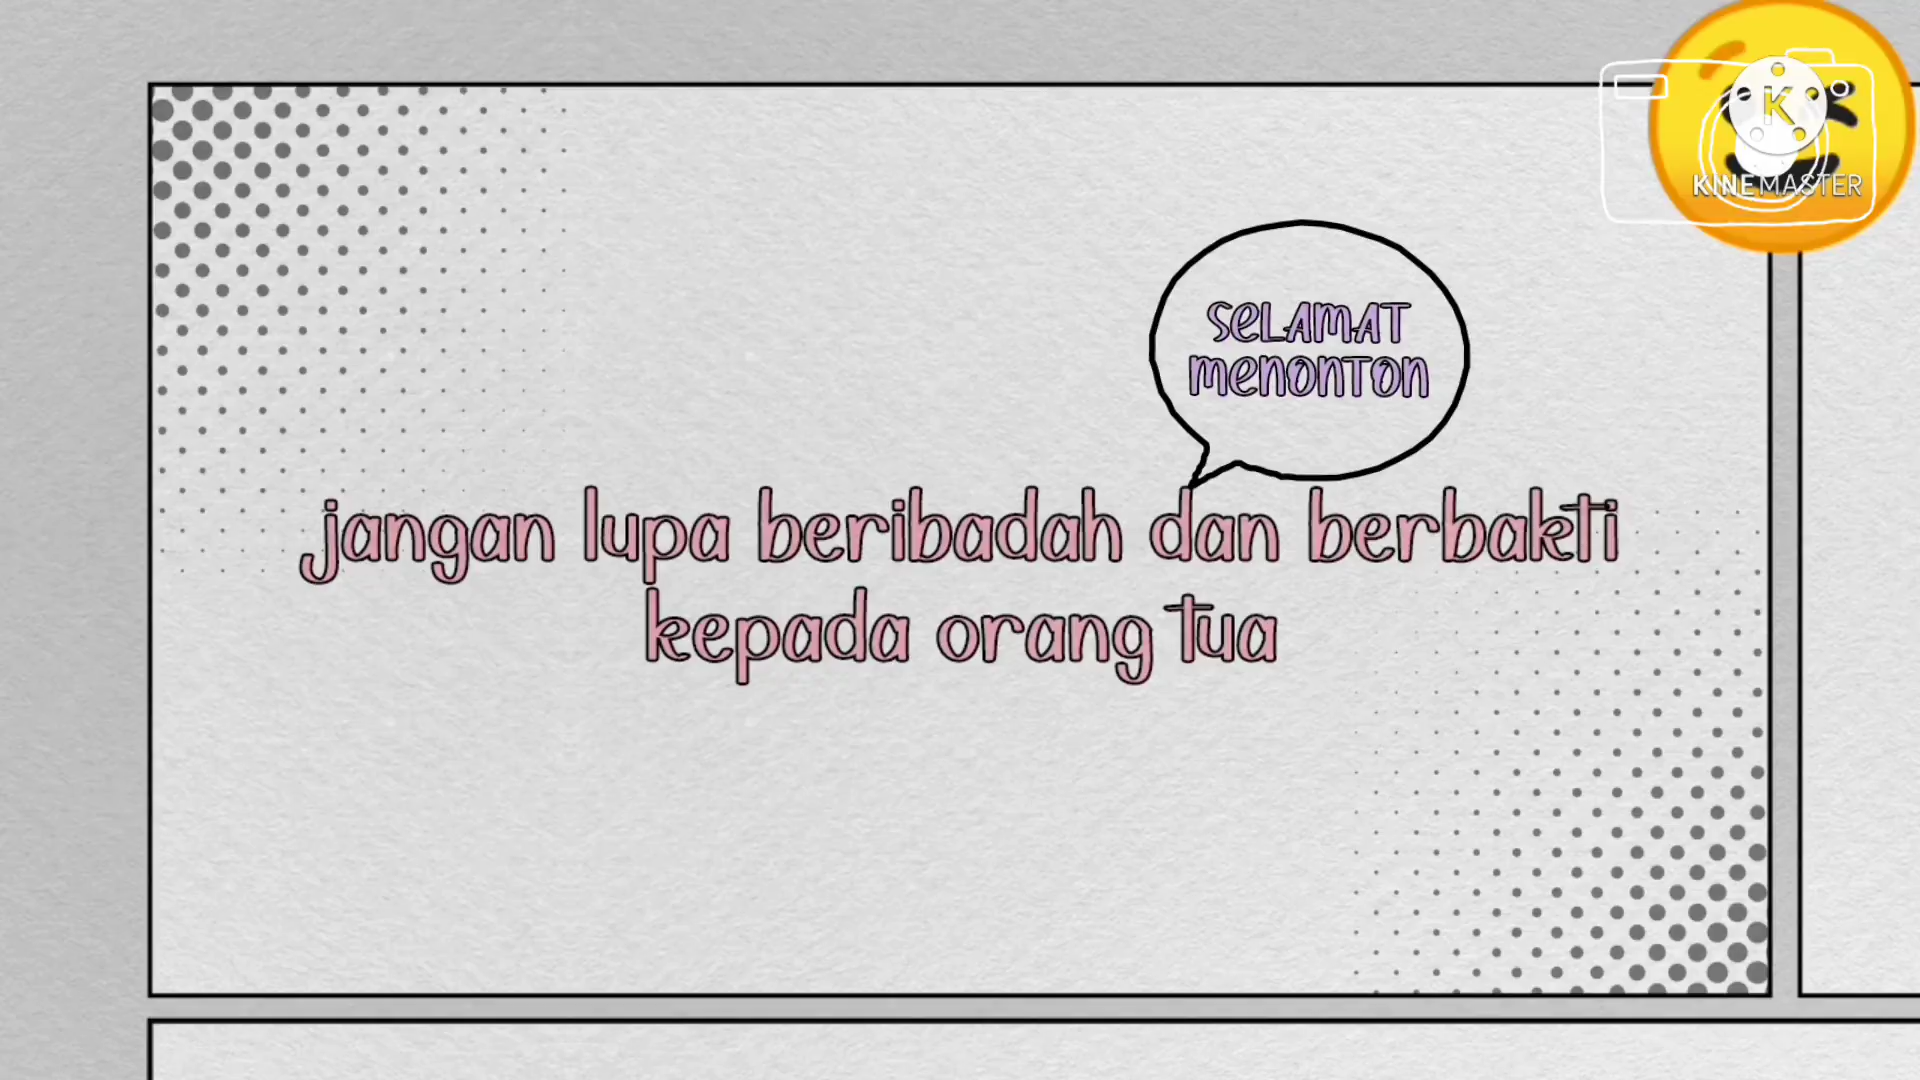 SELAMAT
MENONTON
jangan lupa beribadah dan berbakti
kepada orang tua
K
KINEMASTER